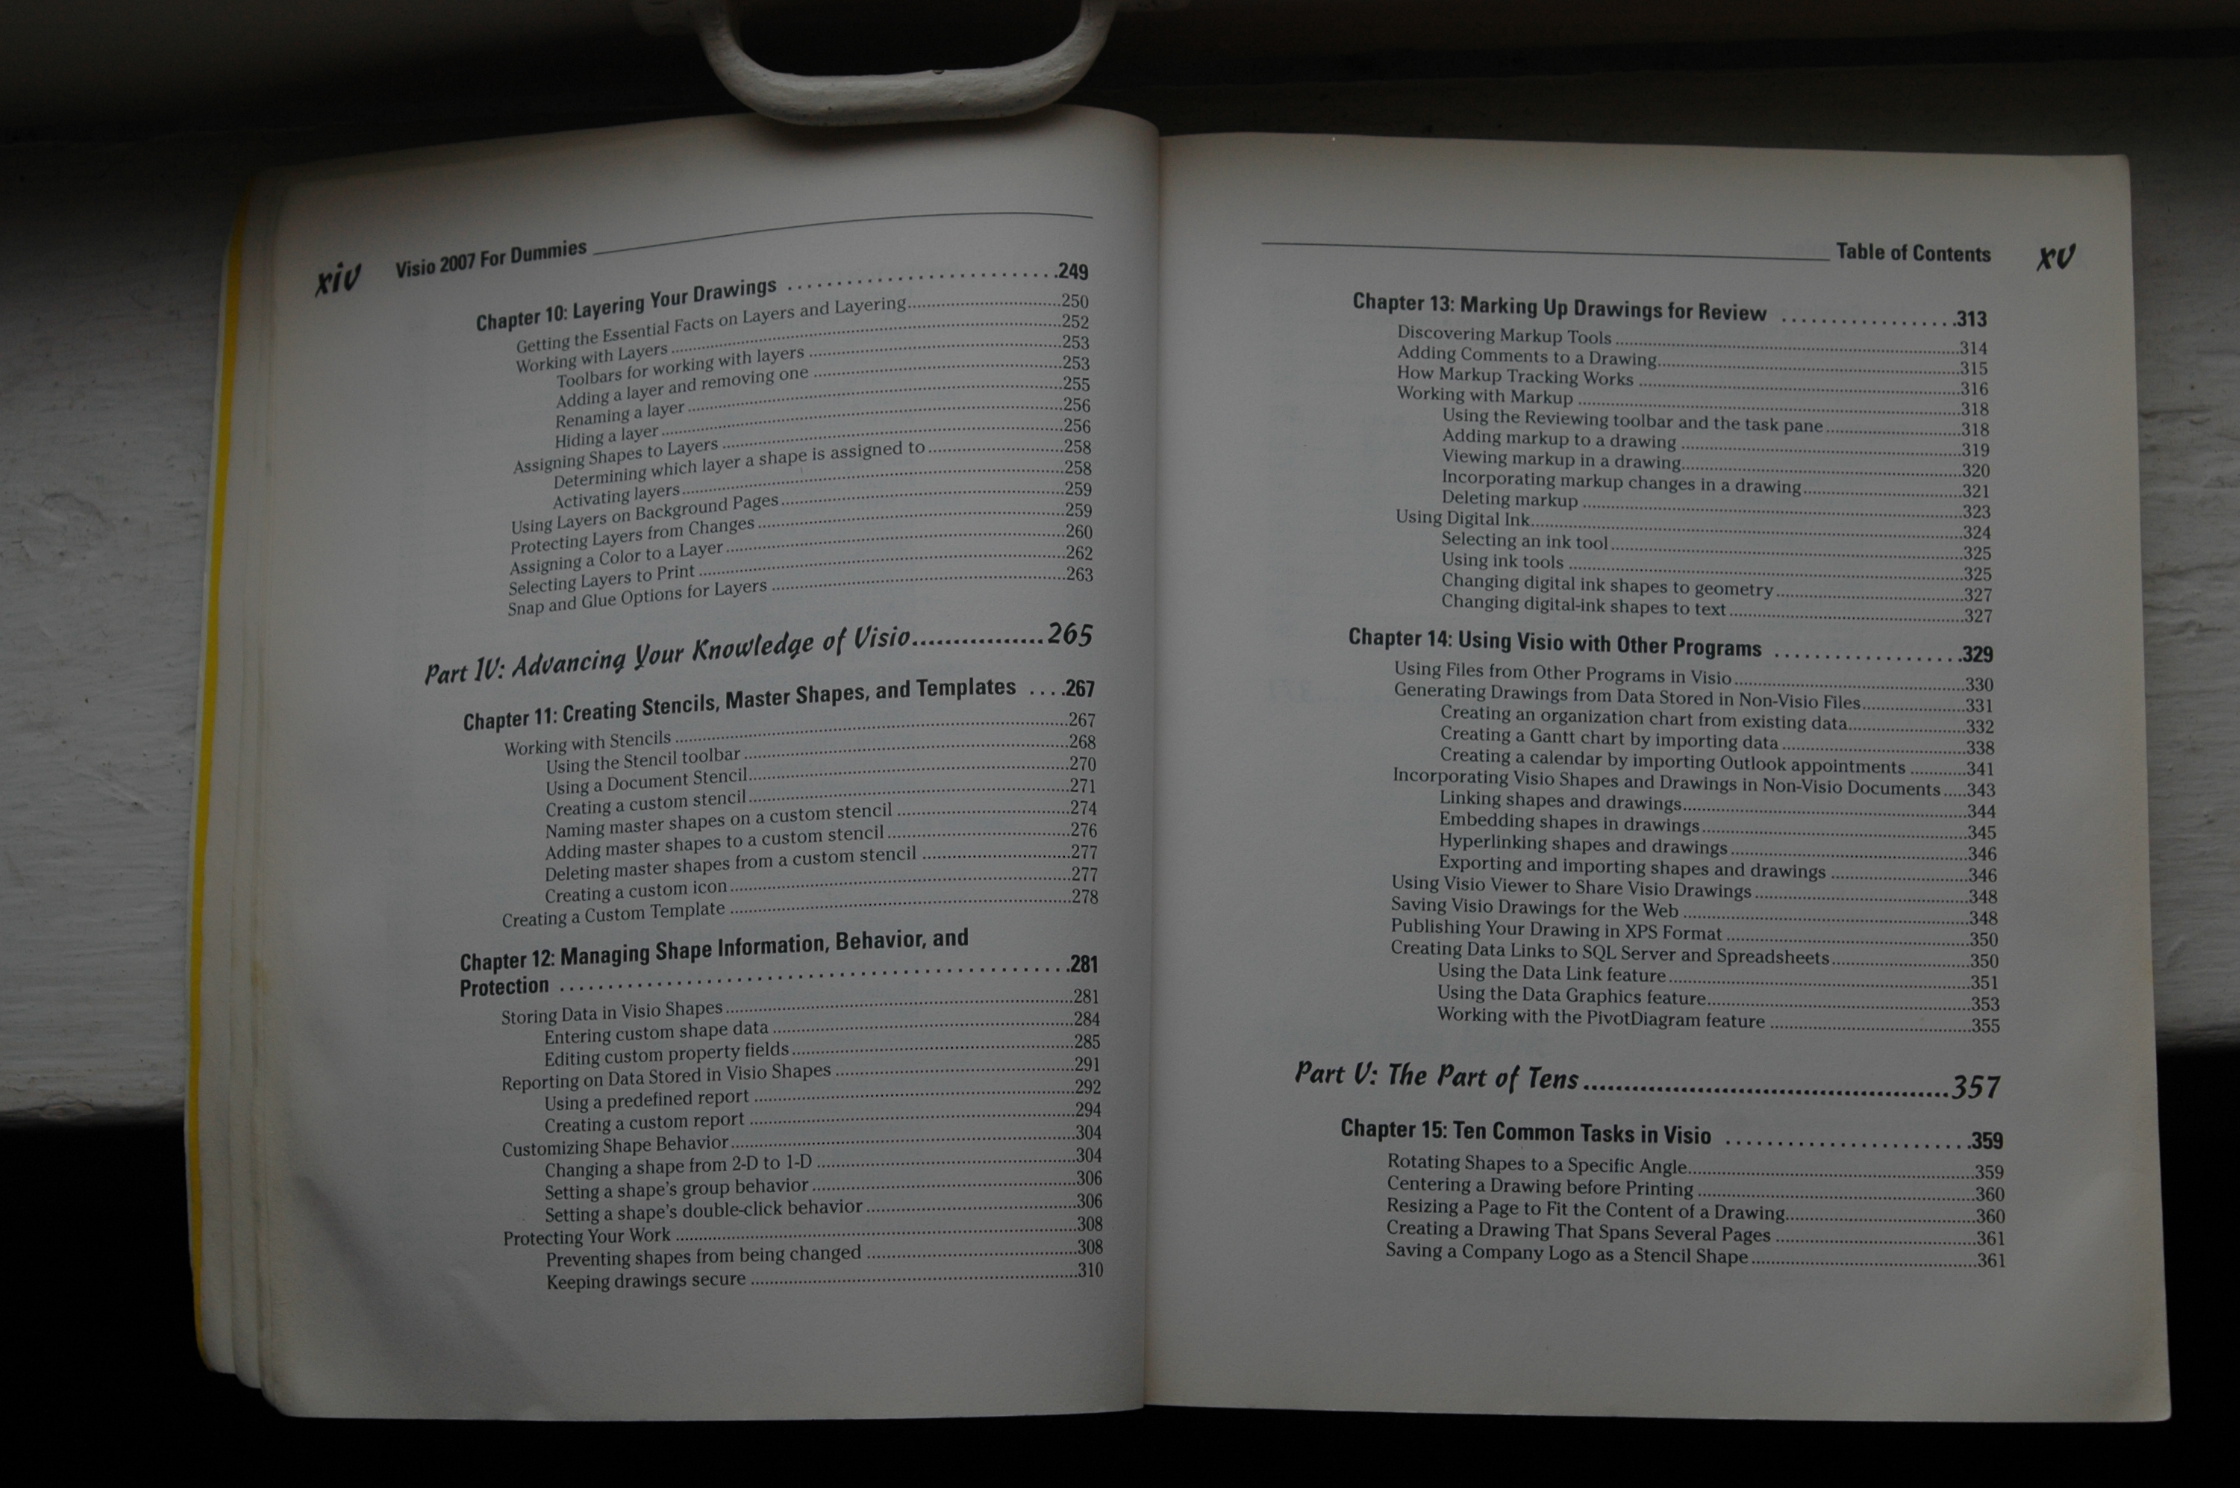 xiv Visio 2007 For Dummies
Chapter 10: Layering Your Drawings . . . . . . . . . . . . . . . . . . . . . . . . . . . .249
Getting the Essential Facts on Layers and Layering..............................250
Working with Layers ..............................252
Toolbars for working with layers ..............................253
Adding a layer and removing one ..............................253
Renaming a layer ..............................255
Hiding a layer ..............................256
Assigning Shapes to Layers ..............................256
Determining which layer a shape is assigned to ..............................258
Activating layers ..............................258
Using Layers on Background Pages ..............................259
Protecting Layers from Changes ..............................259
Assigning a Color to a Layer ..............................260
Selecting Layers to Print ..............................262
Snap and Glue Options for Layers ..............................263
Part IV: Advancing Your Knowledge of Visio.................265
Chapter 11: Creating Stencils, Master Shapes, and Templates . . . .267
Working with Stencils ..............................267
Using the Stencil toolbar ..............................268
Using a Document Stencil..............................270
Creating a custom stencil..............................271
Naming master shapes on a custom stencil ..............................274
Adding master shapes to a custom stencil..............................276
Deleting master shapes from a custom stencil ..............................277
Creating a custom icon ..............................277
Creating a Custom Template ..............................278
Chapter 12: Managing Shape Information, Behavior, and
Protection . . . . . . . . . . . . . . . . . . . . . . . . . . . . . . . . . . . . . . . . . .281
Storing Data in Visio Shapes ..............................281
Entering custom shape data ..............................284
Editing custom property fields ..............................285
Reporting on Data Stored in Visio Shapes ..............................291
Using a predefined report ..............................292
Creating a custom report ..............................294
Customizing Shape Behavior..............................304
Changing a shape from 2-D to 1-D ..............................304
Setting a shape's group behavior ..............................306
Setting a shape's double-click behavior ..............................306
Protecting Your Work ..............................308
Preventing shapes from being changed ..............................308
Keeping drawings secure ..............................310
Table of Contents xv
Chapter 13: Marking Up Drawings for Review . . . . . . . . . . . . . . . . . .313
Discovering Markup Tools ..............................314
Adding Comments to a Drawing..............................315
How Markup Tracking Works ..............................316
Working with Markup ..............................318
Using the Reviewing toolbar and the task pane ..............................318
Adding markup to a drawing ..............................319
Viewing markup in a drawing..............................320
Incorporating markup changes in a drawing..............................321
Deleting markup ..............................323
Using Digital Ink..............................324
Selecting an ink tool ..............................325
Using ink tools ..............................325
Changing digital ink shapes to geometry ..............................327
Changing digital-ink shapes to text ..............................327
Chapter 14: Using Visio with Other Programs . . . . . . . . . . . . . . . . . . .329
Using Files from Other Programs in Visio ..............................330
Generating Drawings from Data Stored in Non-Visio Files..............................331
Creating an organization chart from existing data..............................332
Creating a Gantt chart by importing data ..............................338
Creating a calendar by importing Outlook appointments ...........341
Incorporating Visio Shapes and Drawings in Non-Visio Documents .....343
Linking shapes and drawings..............................344
Embedding shapes in drawings..............................345
Hyperlinking shapes and drawings ..............................346
Exporting and importing shapes and drawings ..............................346
Using Visio Viewer to Share Visio Drawings ..............................348
Saving Visio Drawings for the Web ..............................348
Publishing Your Drawing in XPS Format ..............................350
Creating Data Links to SQL Server and Spreadsheets..............................350
Using the Data Link feature..............................351
Using the Data Graphics feature..............................353
Working with the PivotDiagram feature ..............................355
Part V: The Part of Tens..............................................357
Chapter 15: Ten Common Tasks in Visio . . . . . . . . . . . . . . . . . . . . . . .359
Rotating Shapes to a Specific Angle..............................359
Centering a Drawing before Printing ..............................360
Resizing a Page to Fit the Content of a Drawing..............................360
Creating a Drawing That Spans Several Pages ..............................361
Saving a Company Logo as a Stencil Shape ..............................361